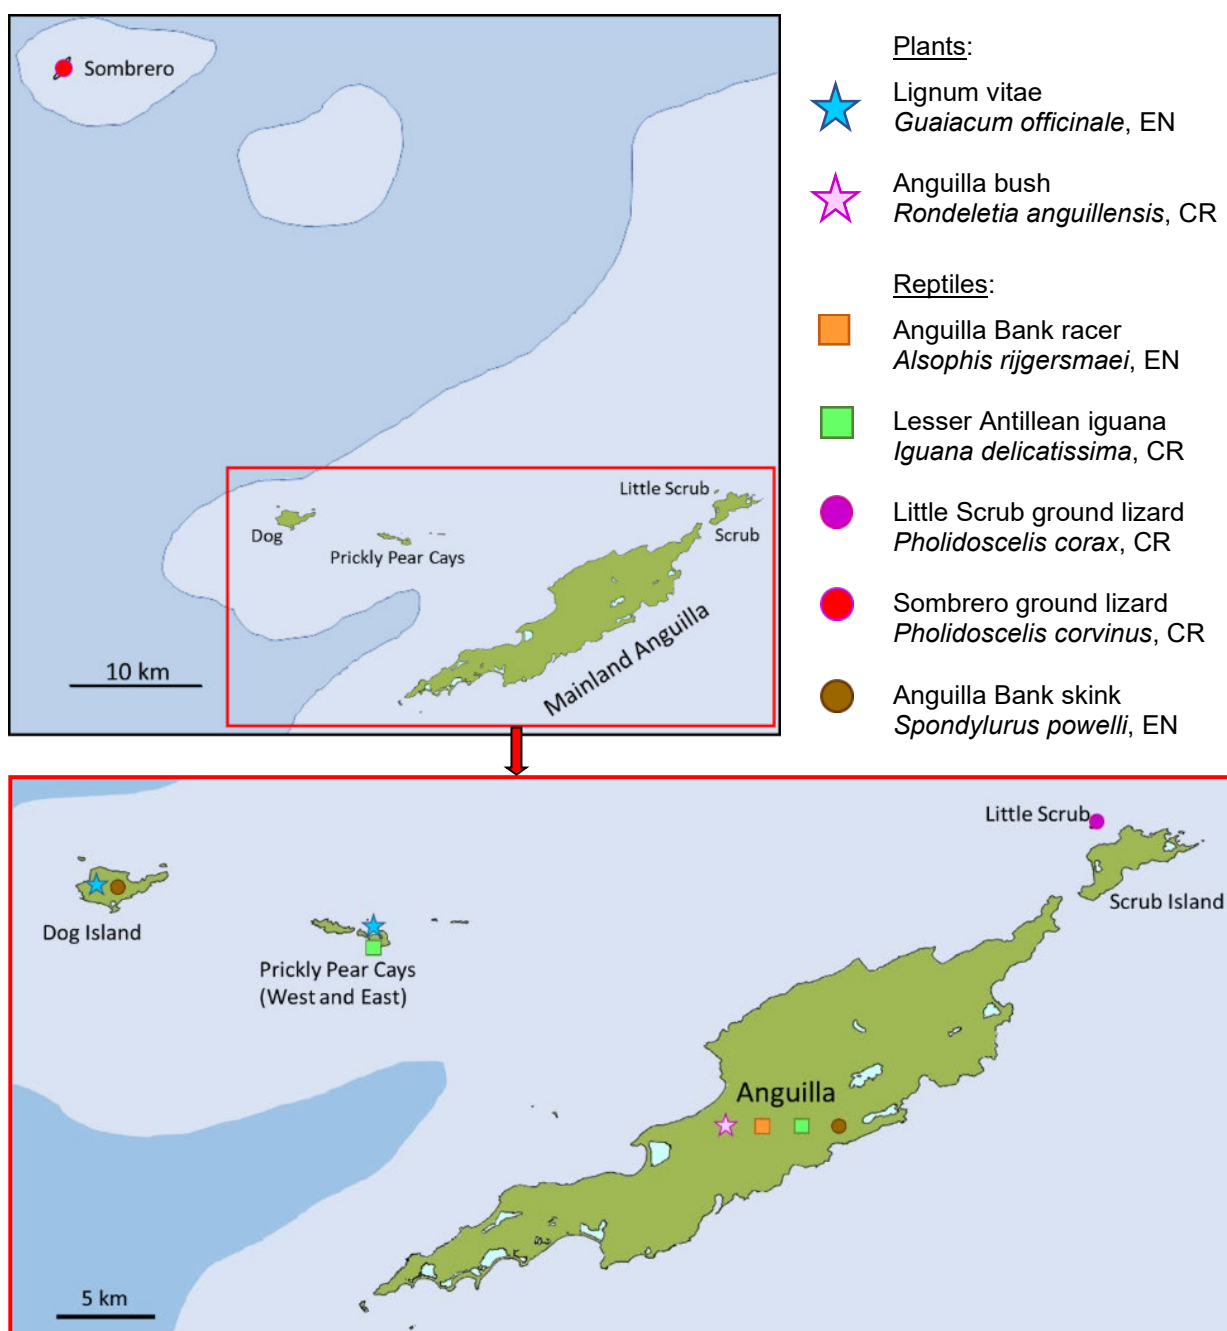 Sombrero
Dog
Prickly Pear Cays
Little Scrub
Scrub
Mainland Anguilla
10 km
Plants:
Lignum vitae
Guaiacum officinale, EN
Anguilla bush
Rondeletia anguillensis, CR
Reptiles:
Anguilla Bank racer
Alsophis rijgersmaei, EN
Lesser Antillean iguana
Iguana delicatissima, CR
Little Scrub ground lizard
Pholidoscelis corax, CR
Sombrero ground lizard
Pholidoscelis corvinus, CR
Anguilla Bank skink
Spondylurus powelli, EN
Little Scrub
Scrub Island
Dog Island
Prickly Pear Cays
(West and East)
Anguilla
5 km